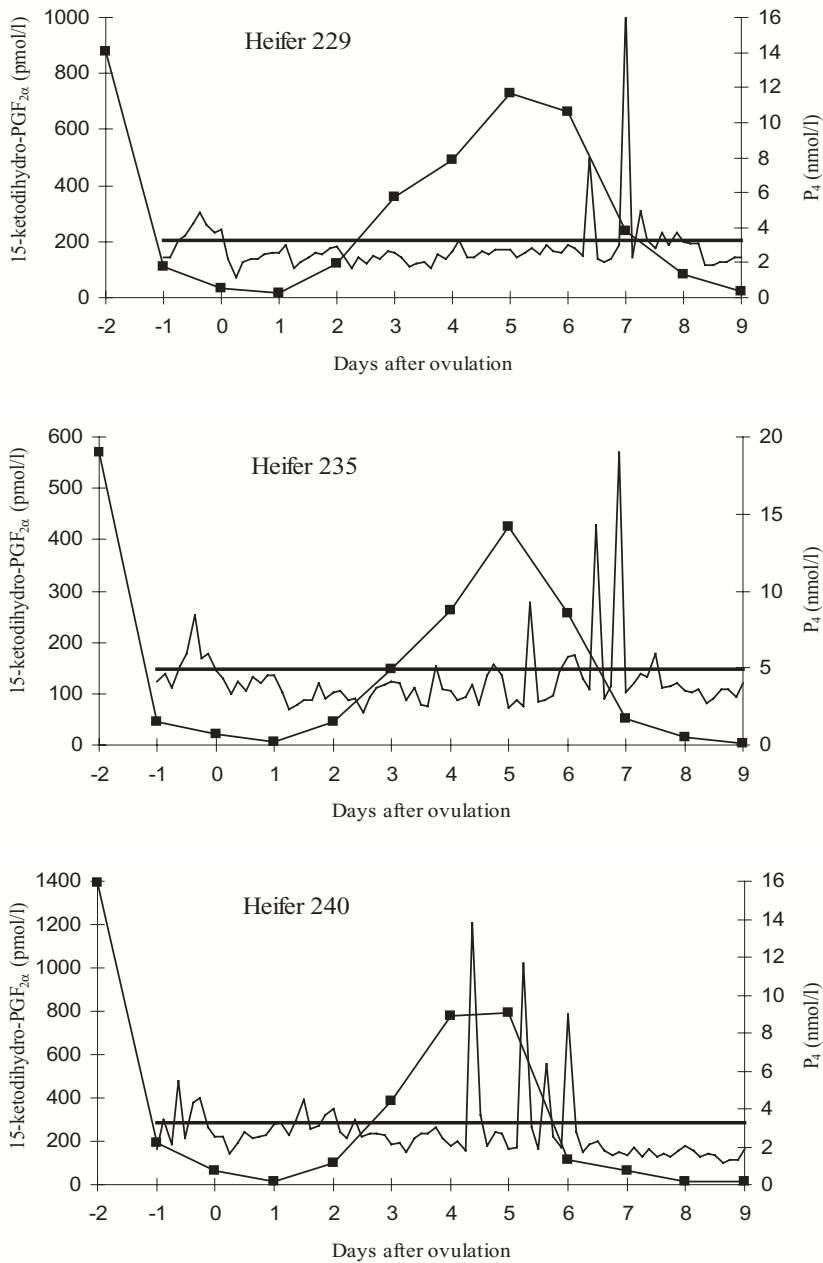 Heifer 229
15-ketodihydro-PGF2α (pmol/l)
1000
800
600
400
200
0
P4 (nmol/l)
16
14
12
10
8
6
4
2
0
-2 -1 0 1 2 3 4 5 6 7 8 9
Days after ovulation
Heifer 235
15-ketodihydro-PGF2α (pmol/l)
600
500
400
300
200
100
0
P4 (nmol/l)
20
15
10
5
0
-2 -1 0 1 2 3 4 5 6 7 8 9
Days after ovulation
Heifer 240
15-ketodihydro-PGF2α (pmol/l)
1400
1200
1000
800
600
400
200
0
P4 (nmol/l)
16
14
12
10
8
6
4
2
0
-2 -1 0 1 2 3 4 5 6 7 8 9
Days after ovulation